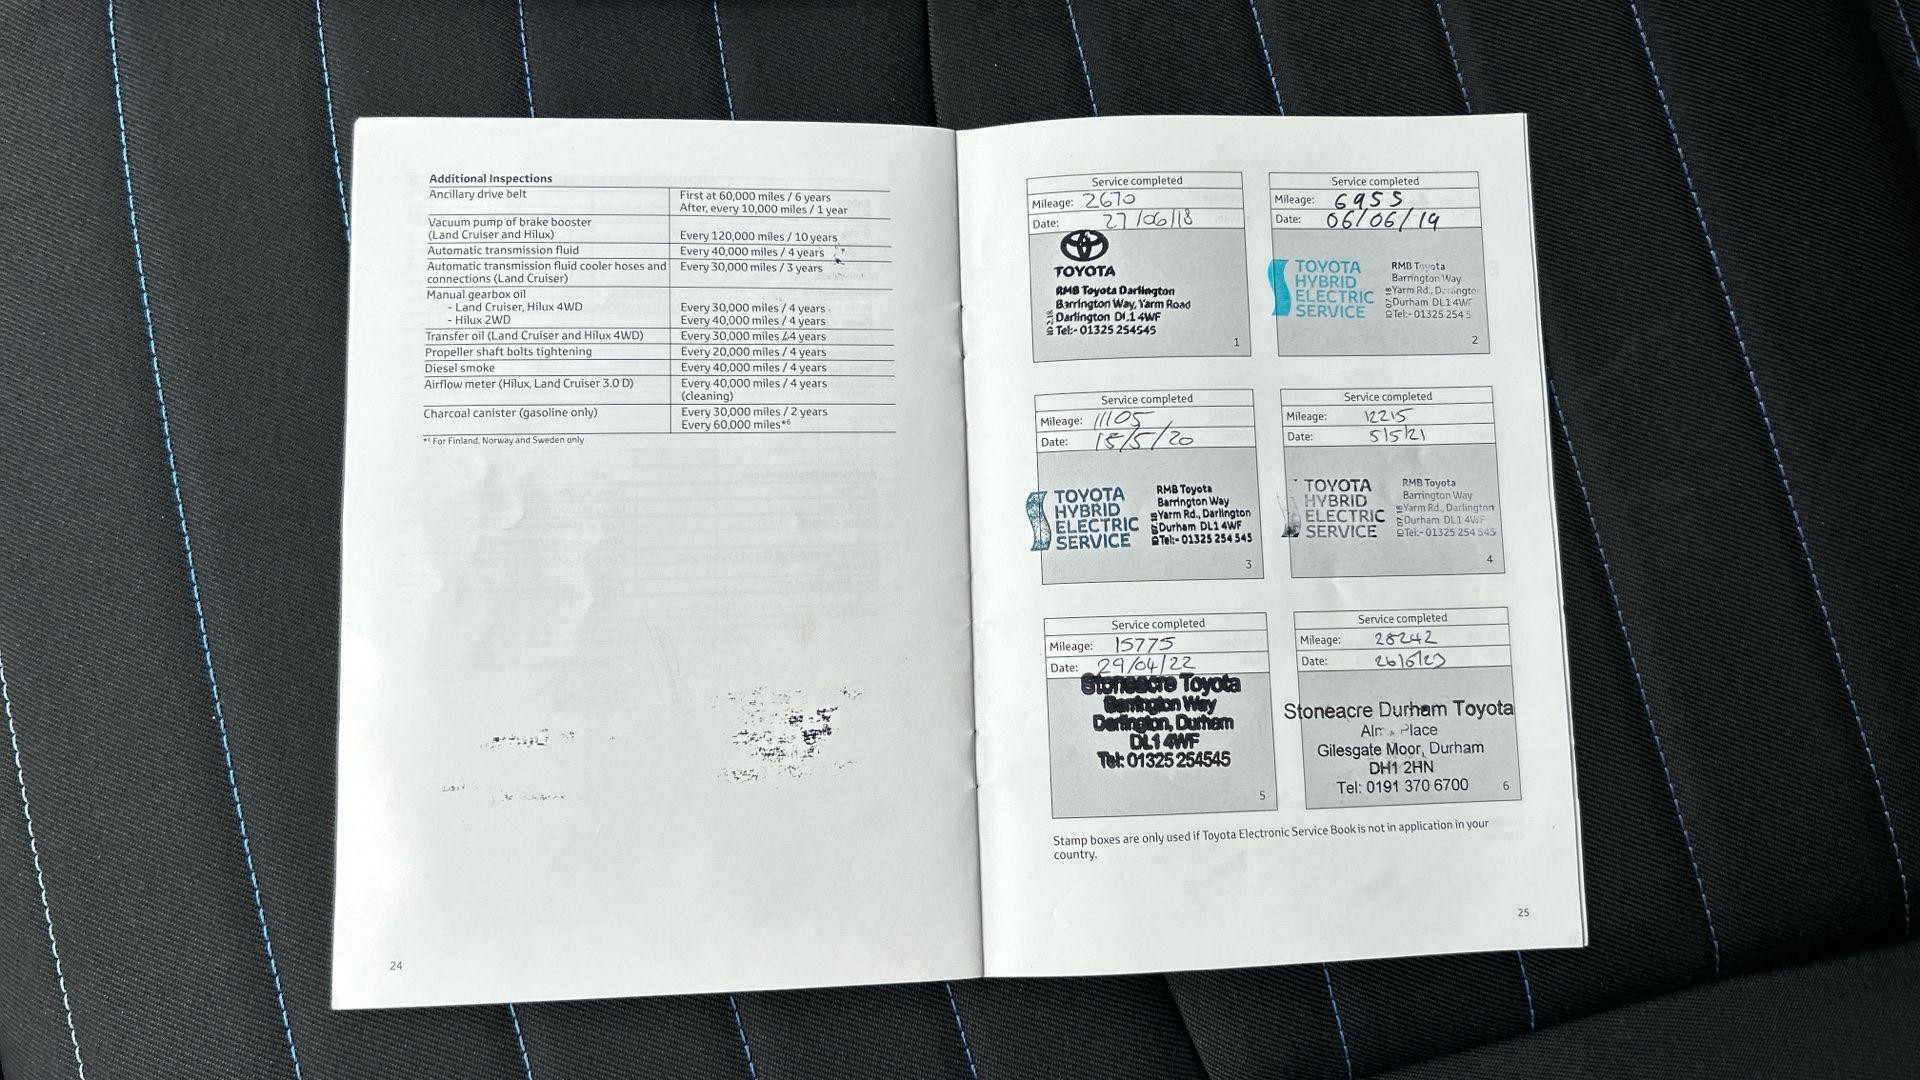 Additional Inspections
Ancillary drive belt First at 60,000 miles / 6 years
After, every 10,000 miles / 1 year
Vacuum pump of brake booster
(Land Cruiser and Hilux) Every 120,000 miles / 10 years
Automatic transmission fluid Every 40,000 miles / 4 years
Automatic transmission fluid cooler hoses and Every 30,000 miles / 3 years
connections (Land Cruiser)
Manual gearbox oil
- Land Cruiser, Hilux 4WD Every 30,000 miles / 4 years
- Hilux 2WD Every 40,000 miles / 4 years
Transfer oil (Land Cruiser and Hilux 4WD) Every 30,000 miles / 4 years
Propeller shaft bolts tightening Every 20,000 miles / 4 years
Diesel smoke Every 40,000 miles / 4 years
Airflow meter (Hilux, Land Cruiser 3.0 D) Every 40,000 miles / 4 years
(cleaning)
Charcoal canister (gasoline only) Every 30,000 miles / 2 years
Every 60,000 miles*6
*6 For Finland, Norway and Sweden only
24
Service completed
Mileage: 2670
Date: 27/06/18
TOYOTA
RMB Toyota Darlington
Barrington Way, Yarm Road
Darlington DL1 4WF
Tel:- 01325 254545
1
Service completed
Mileage: 6955
Date: 06/06/19
TOYOTA
HYBRID
ELECTRIC
SERVICE
RMB Toyota
Barrington Way
Yarm Rd., Darlington
Durham DL1 4WF
Tel:- 01325 254 5
2
Service completed
Mileage: 11105
Date: 15/5/20
TOYOTA
HYBRID
ELECTRIC
SERVICE
RMB Toyota
Barrington Way
Yarm Rd., Darlington
Durham DL1 4WF
Tel:- 01325 254 545
3
Service completed
Mileage: 12215
Date: 5/5/21
TOYOTA
HYBRID
ELECTRIC
SERVICE
RMB Toyota
Barrington Way
Yarm Rd., Darlington
Durham DL1 4WF
Tel:- 01325 254 545
4
Service completed
Mileage: 15775
Date: 29/04/22
Stoneacre Toyota
Barrington Way
Darlington, Durham
DL1 4WF
Tel: 01325 254545
5
Service completed
Mileage: 28242
Date: 26/6/23
Stoneacre Durham Toyota
Place
Gilesgate Moor, Durham
DH1 2HN
Tel: 0191 370 6700
6
Stamp boxes are only used if Toyota Electronic Service Book is not in application in your
country.
25